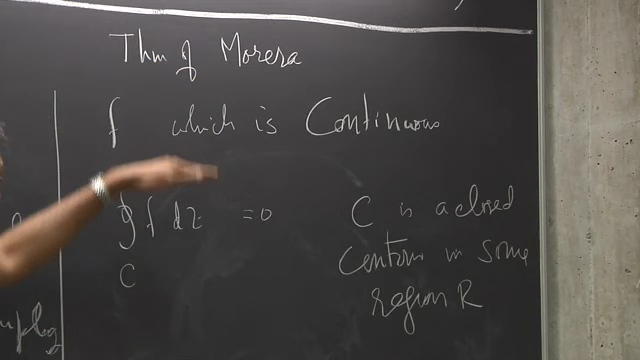 Thm of Morera
f which is Continuous
∮ f dz = 0
C
C is a closed
Contour in some
region R